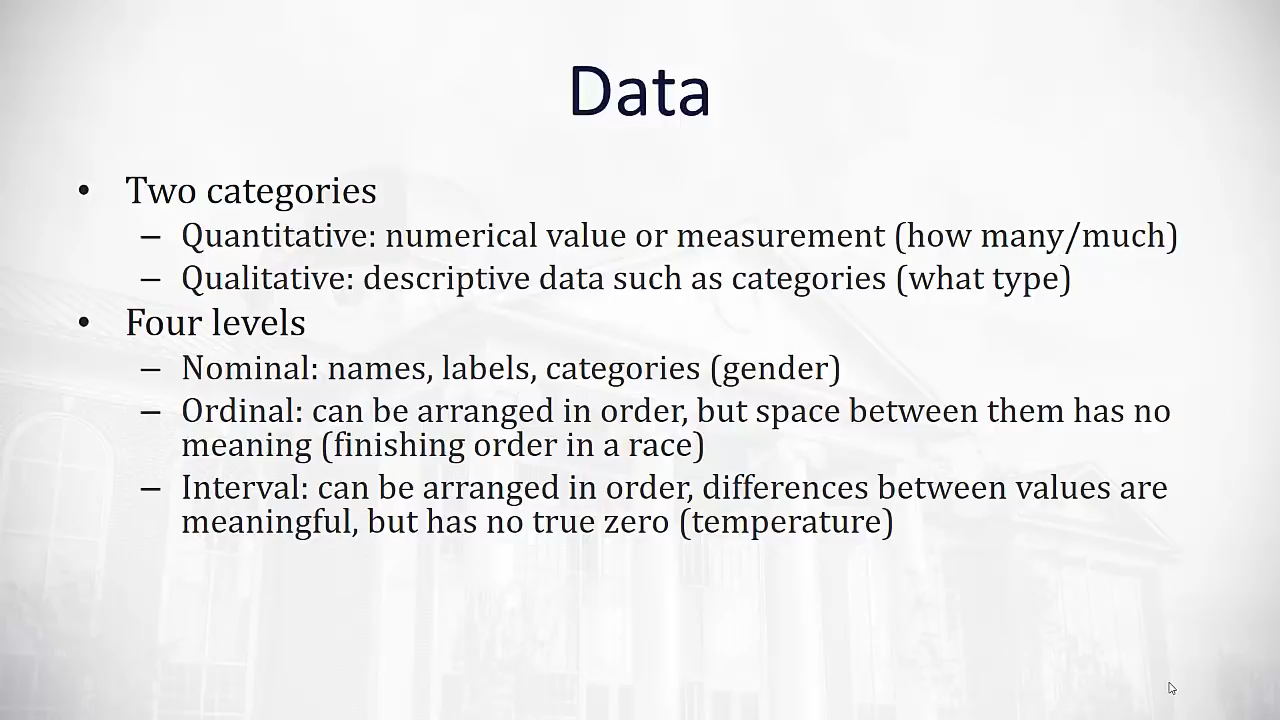 Data
• Two categories
– Quantitative: numerical value or measurement (how many/much)
– Qualitative: descriptive data such as categories (what type)
• Four levels
– Nominal: names, labels, categories (gender)
– Ordinal: can be arranged in order, but space between them has no
meaning (finishing order in a race)
– Interval: can be arranged in order, differences between values are
meaningful, but has no true zero (temperature)